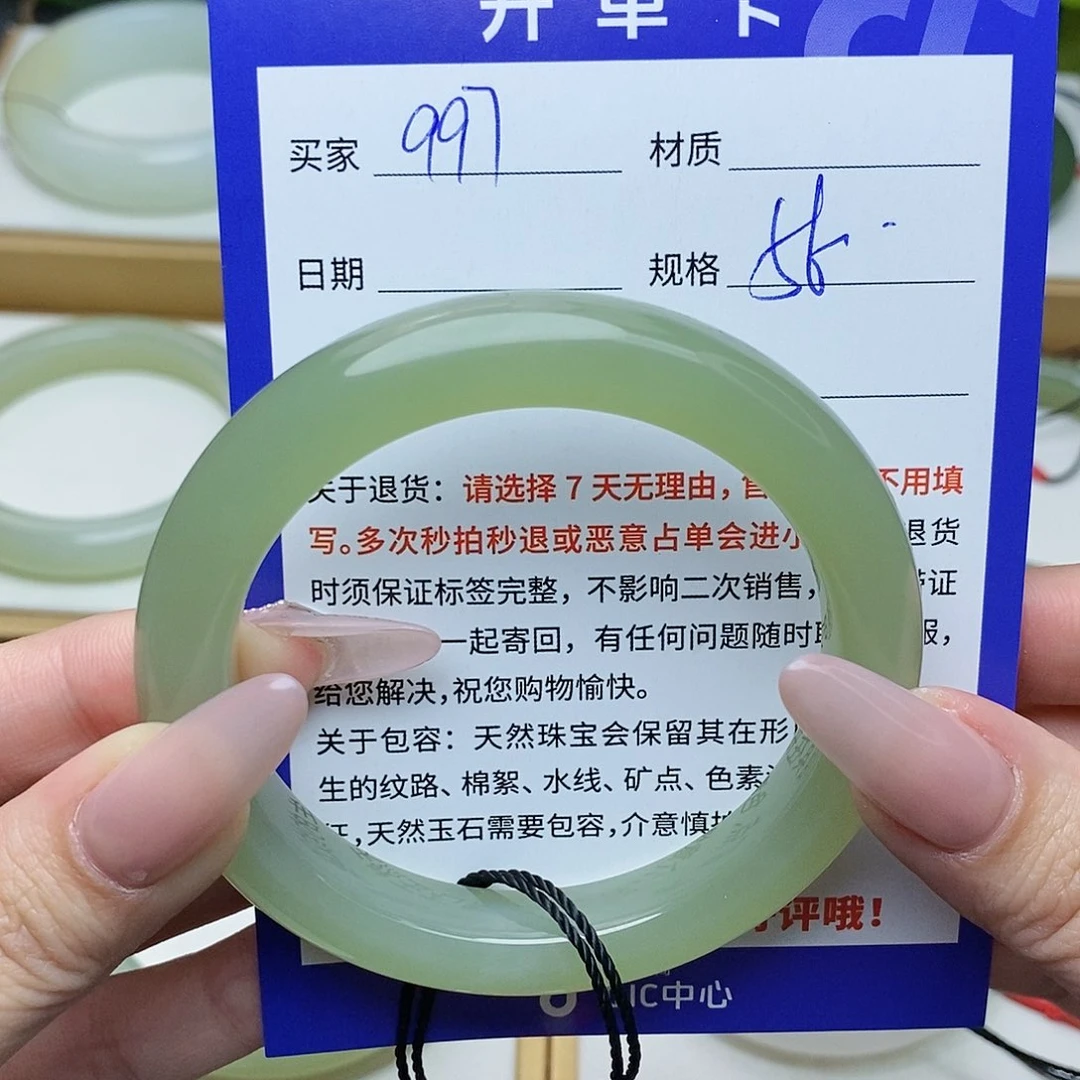 开单卡
买家 997 材质
日期 规格 56.
关于退货：请选择7天无理由，不用填
写。多次秒拍秒退或恶意占单会进小 退货
时须保证标签完整，不影响二次销售， 证
一起寄回，有任何问题随时
给您解决，祝您购物愉快。
关于包容：天然珠宝会保留其在形
生的纹路、棉絮、水线、矿点、色素
天然玉石需要包容，介意慎拍
评哦！
IC中心